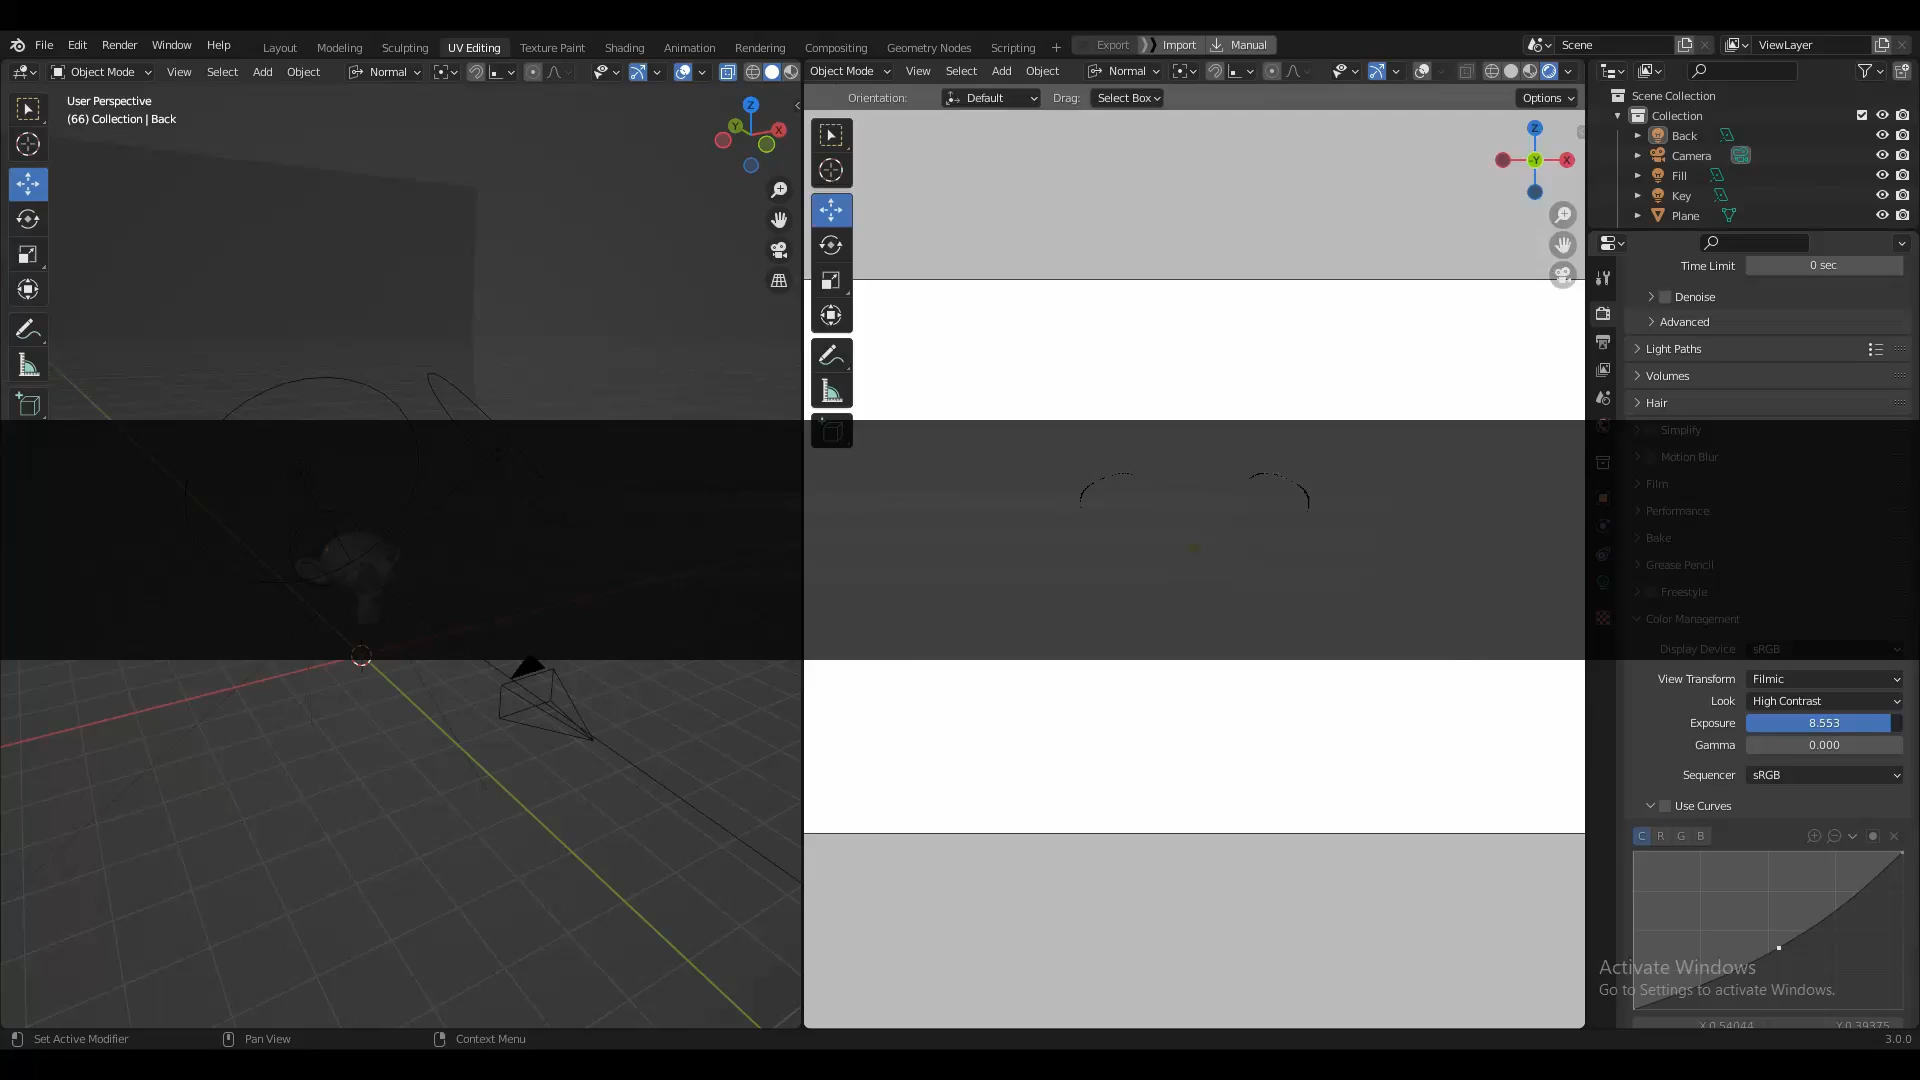 File Edit Render Window Help Layout Modeling Sculpting UV Editing Texture Paint Shading Animation Rendering Compositing Geometry Nodes Scripting + Export Import Manual Scene ViewLayer
Object Mode View Select Add Object Normal
Object Mode View Select Add Object Normal
Orientation: Default Drag: Select Box Options
User Perspective
(66) Collection | Back
Z
Y
X
Z
-Y
X
Scene Collection
Collection
Back
Camera
Fill
Key
Plane
Time Limit 0 sec
Denoise
Advanced
Light Paths
Volumes
Hair
Simplify
Motion Blur
Film
Performance
Bake
Grease Pencil
Freestyle
Color Management
Display Device sRGB
View Transform Filmic
Look High Contrast
Exposure 8.553
Gamma 0.000
Sequencer sRGB
Use Curves
C R G B
Activate Windows
Go to Settings to activate Windows.
X 0.54044 Y 0.39375
Set Active Modifier Pan View Context Menu 3.0.0